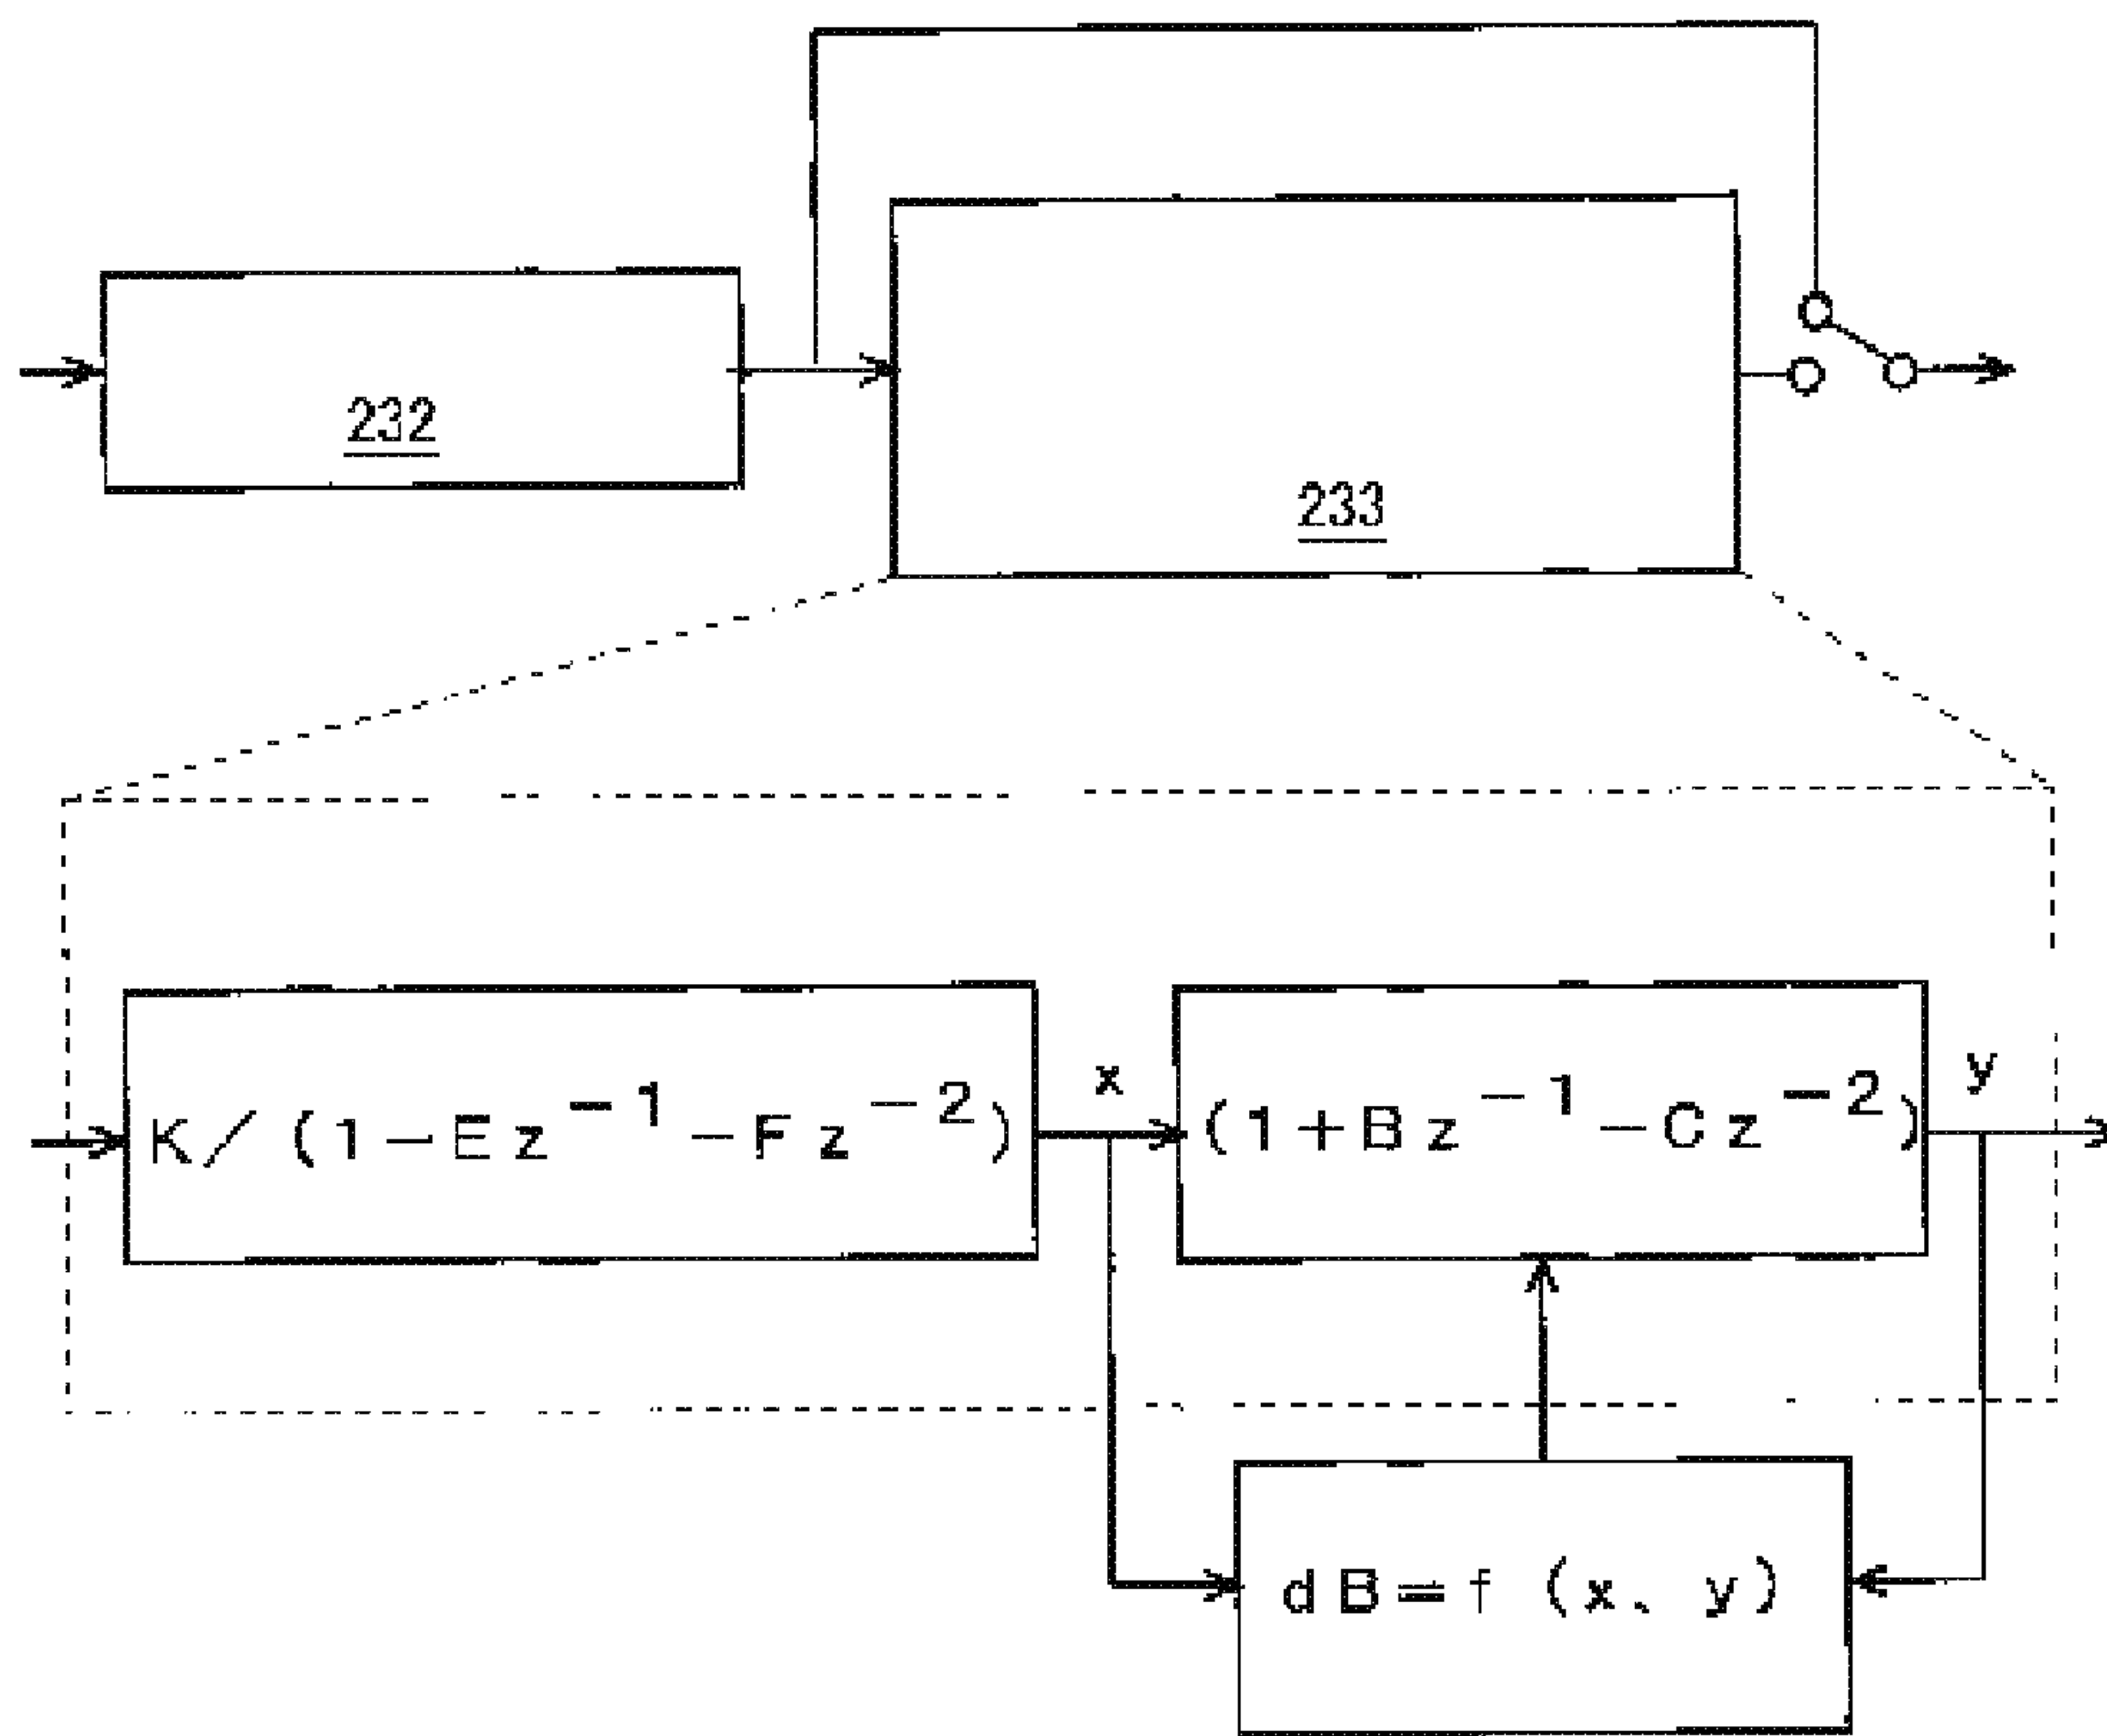 232
233
K/(1-Ez⁻¹-Fz⁻²)
x
(1+Bz⁻¹-Cz⁻²)
y
dB=f(x、y)